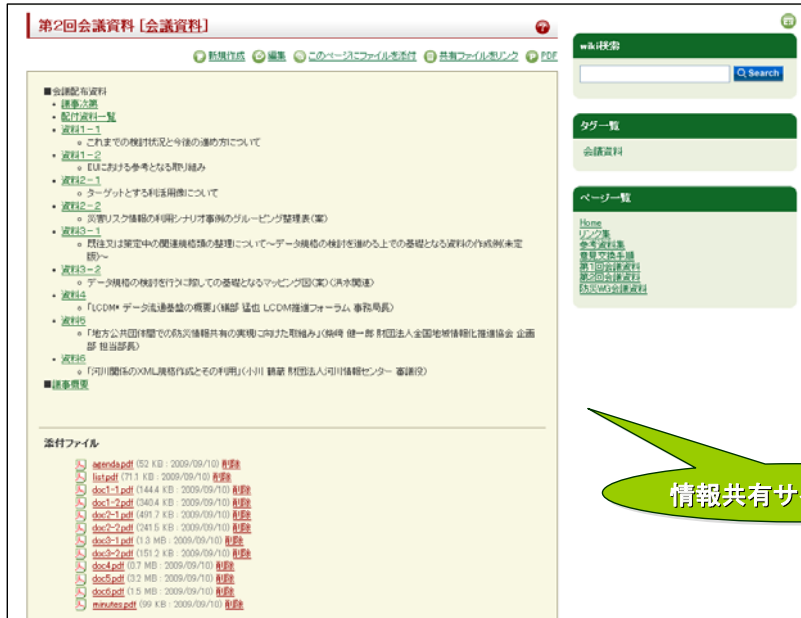 第2回会議資料 [会議資料]
新規作成 編集 このページにファイルを添付 共有ファイルをリンク PDF
■会議配布資料
議事次第
配付資料一覧
資料1-1
これまでの検討状況と今後の進め方について
資料1-2
EUにおける参考となる取り組み
資料2-1
ターゲットとする利活用像について
資料2-2
災害リスク情報の利用シナリオ事例のグルーピング整理表(案)
資料3-1
既往又は策定中の関連規格類の整理について~データ規格の検討を進める上での基礎となる資料の作成例(未定
版)~
資料3-2
データ規格の検討を行うに際しての基礎となるマッピング図(案)(洪水関連)
資料4
「LCDM* データ流通基盤の概要」(磯部 猛也 LCDM推進フォーラム 事務局長)
資料5
「地方公共団体間での防災情報共有の実現に向けた取組み」(柴崎 健一郎 財団法人全国地域情報化推進協会 企画
部 担当部長)
資料6
「河川関係のXML規格作成とその利用」(小川 鶴蔵 財団法人河川情報センター 審議役)
■議事概要
添付ファイル
agenda.pdf (52 KB : 2009/09/10) 削除
list.pdf (71.1 KB : 2009/09/10) 削除
doc1-1.pdf (144.4 KB : 2009/09/10) 削除
doc1-2.pdf (340.4 KB : 2009/09/10) 削除
doc2-1.pdf (491.7 KB : 2009/09/10) 削除
doc2-2.pdf (241.5 KB : 2009/09/10) 削除
doc3-1.pdf (1.3 MB : 2009/09/10) 削除
doc3-2.pdf (151.2 KB : 2009/09/10) 削除
doc4.pdf (0.7 MB : 2009/09/10) 削除
doc5.pdf (3.2 MB : 2009/09/10) 削除
doc6.pdf (1.5 MB : 2009/09/10) 削除
minutes.pdf (99 KB : 2009/09/10) 削除
wiki検索
Search
タグ一覧
会議資料
ページ一覧
Home
リンク集
参考資料集
意見交換手順
第1回会議資料
第2回会議資料
防災WG会議資料
情報共有サ